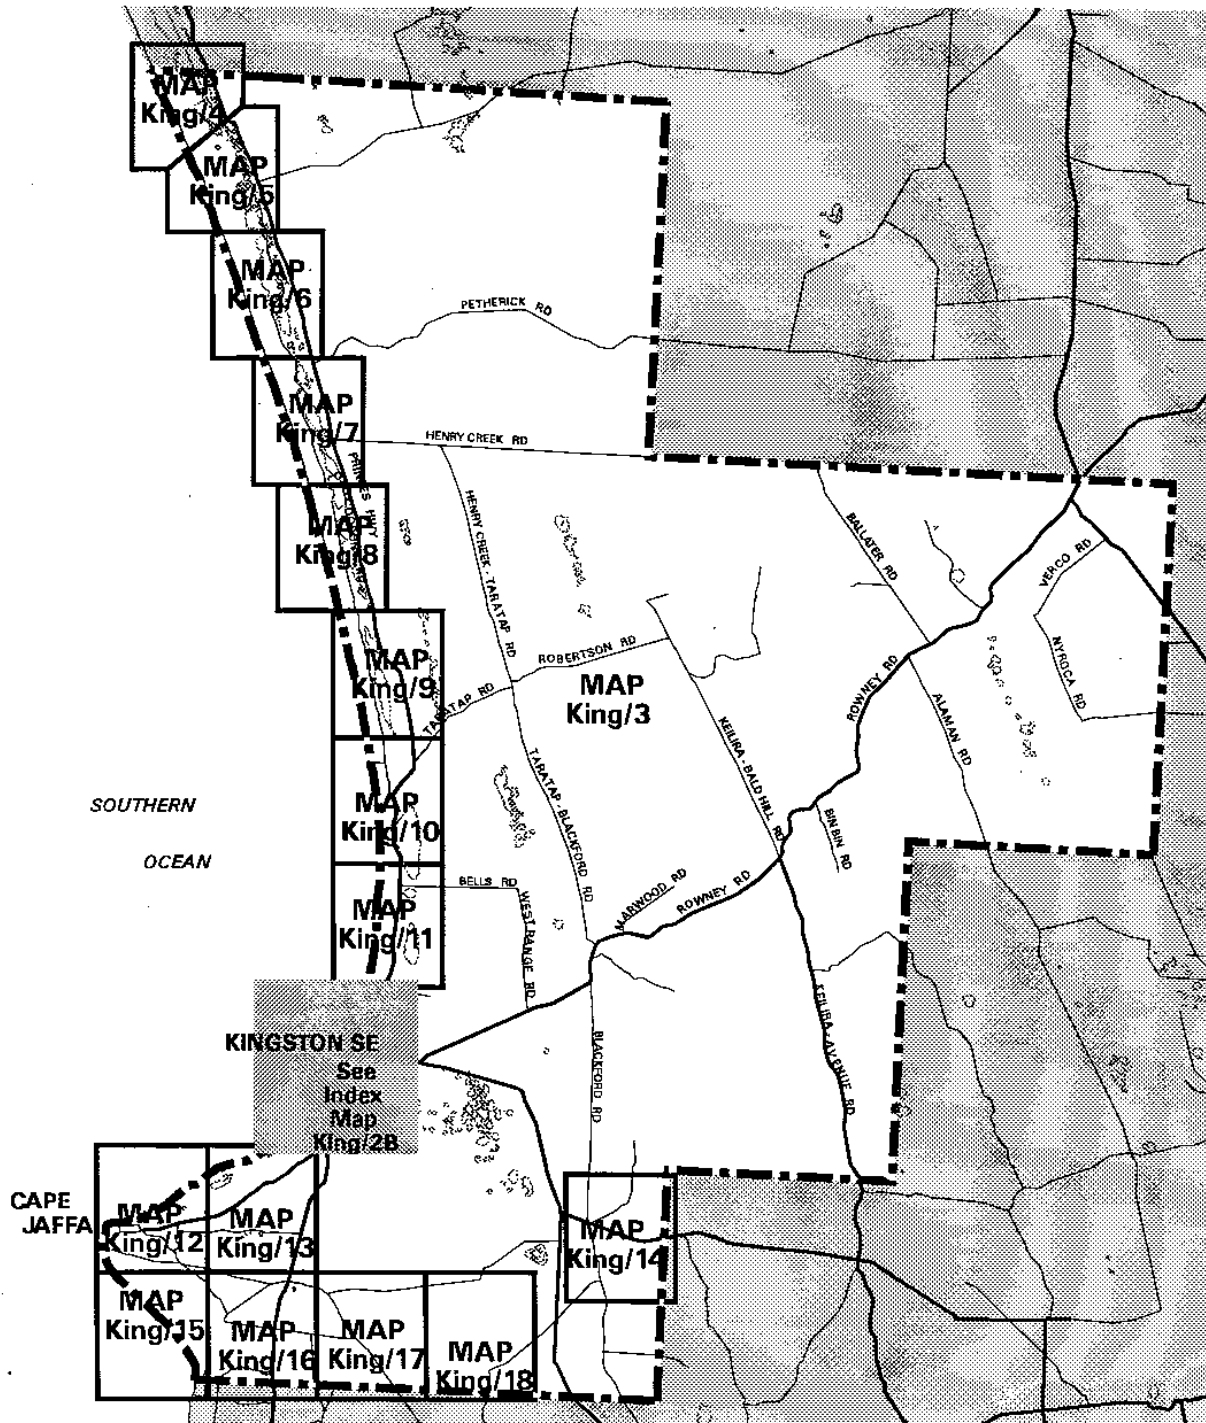 MAP
King/4
MAP
King/5
MAP
King/6
PETHERICK RD
MAP
King/7
HENRY CREEK RD
PRINCES HWY
MAP
King/8
HENRY CREEK - TARATAP RD
BALLATER RD
VERCO RD
MAP
King/9
ROBERTSON RD
NYROCA RD
TARATAP RD
MAP
King/3
ROWNEY RD
ALAMAN RD
KEILIRA - BALD HILL RD
TARATAP - BLACKFORD RD
SOUTHERN
OCEAN
MAP
King/10
BIN BIN RD
BELLS RD
MARWOOD RD
ROWNEY RD
WEST RANGE RD
MAP
King/11
KEILIRA - AVENUE RD
BLACKFORD RD
KINGSTON SE
See
Index
Map
King/2B
CAPE
JAFFA
MAP
King/12
MAP
King/13
MAP
King/14
MAP
King/15
MAP
King/16
MAP
King/17
MAP
King/18